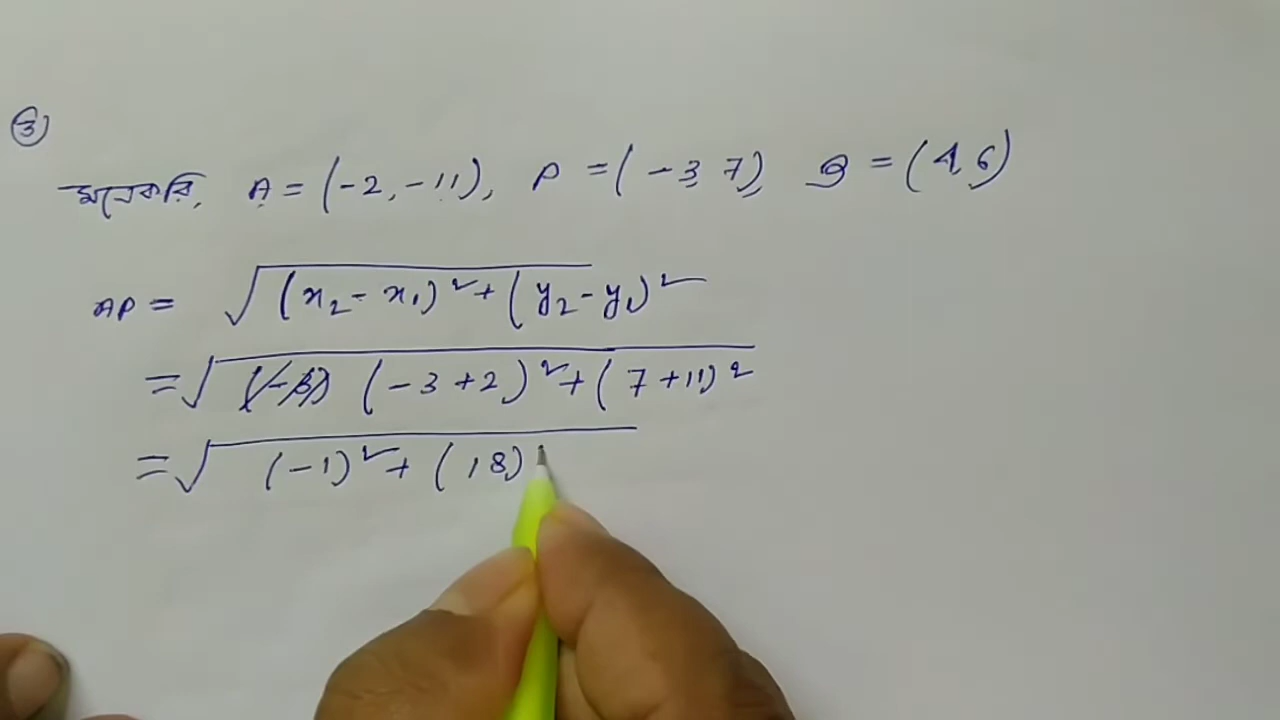 ③
মনেকরি, A = (-2, -11), P = (-3, 7), B = (4, 6)
AP = √(x₂ - x₁)² + (y₂ - y₁)²
= √(-3) (-3 + 2)² + (7 + 11)²
= √(-1)² + (18)